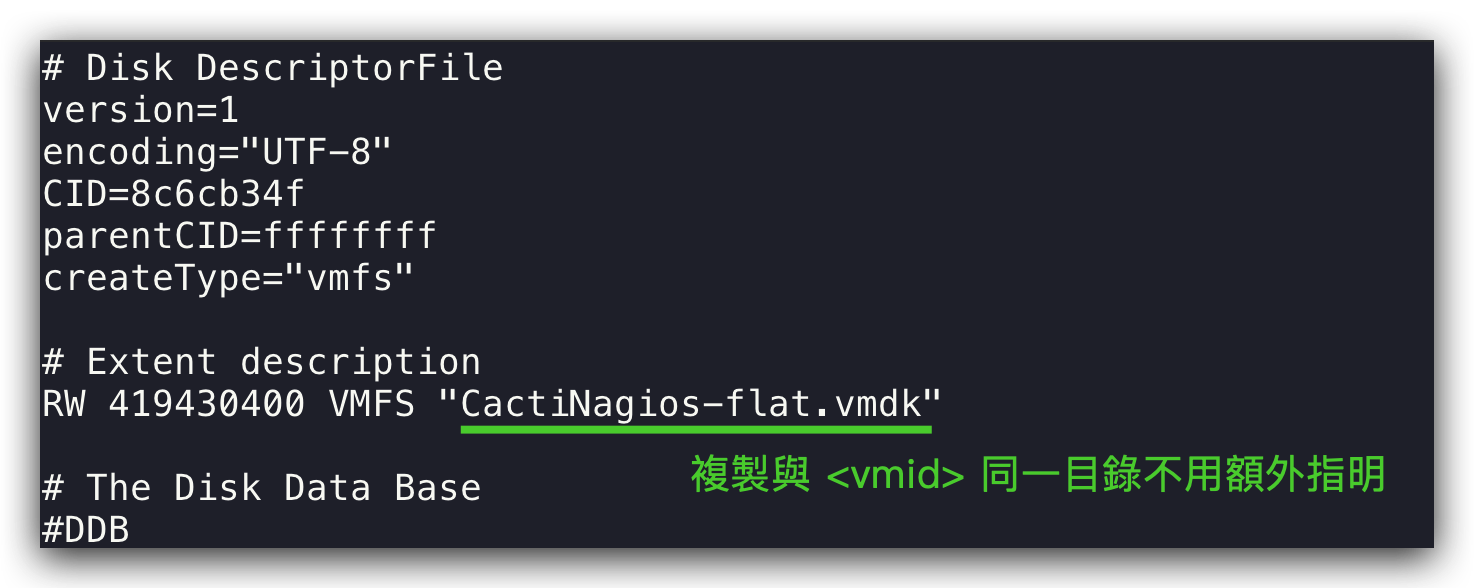 # Disk DescriptorFile
version=1
encoding="UTF-8"
CID=8c6cb34f
parentCID=ffffffff
createType="vmfs"
# Extent description
RW 419430400 VMFS "CactiNagios-flat.vmdk"
複製與 <vmid> 同一目錄不用額外指明
# The Disk Data Base
#DDB